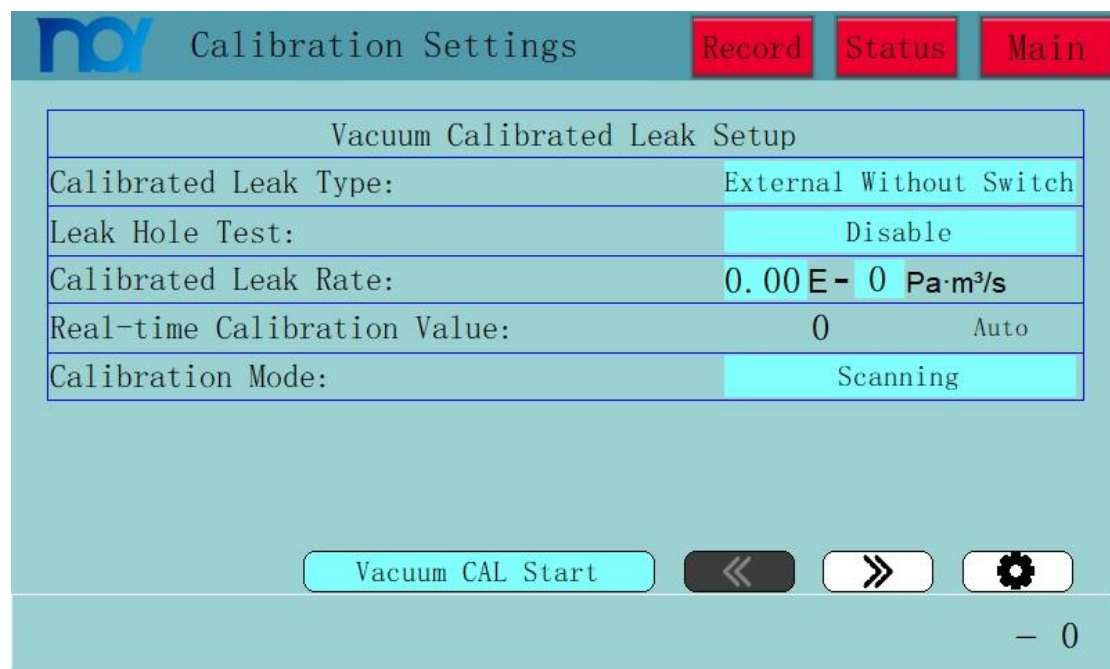 Calibration Settings Record Status Main
Vacuum Calibrated Leak Setup
Calibrated Leak Type: External Without Switch
Leak Hole Test: Disable
Calibrated Leak Rate: 0.00 E - 0 Pa·m³/s
Real-time Calibration Value: 0 Auto
Calibration Mode: Scanning
Vacuum CAL Start
- 0